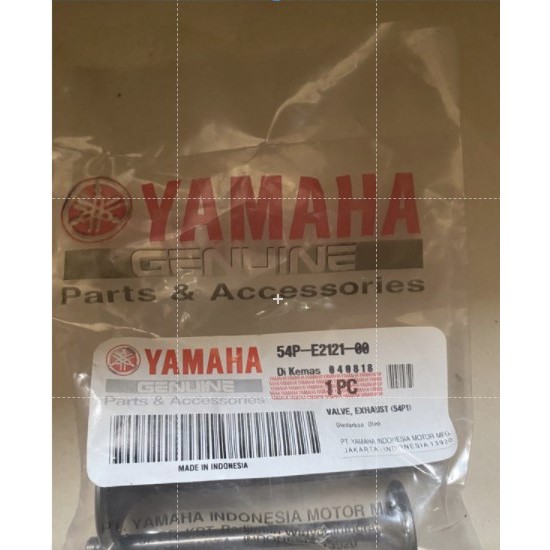 YAMAHA
GENUINE
Parts & Accessories
YAMAHA
GENUINE
Parts & Accessories
54P-E2121-00
Di Kemas 040818
1 PC
VALVE, EXHAUST (54P1)
PT. YAMAHA INDONESIA MOTOR MFG.
JAKARTA, INDONESIA 13920
MADE IN INDONESIA
PT. YAMAHA INDONESIA MOTOR M